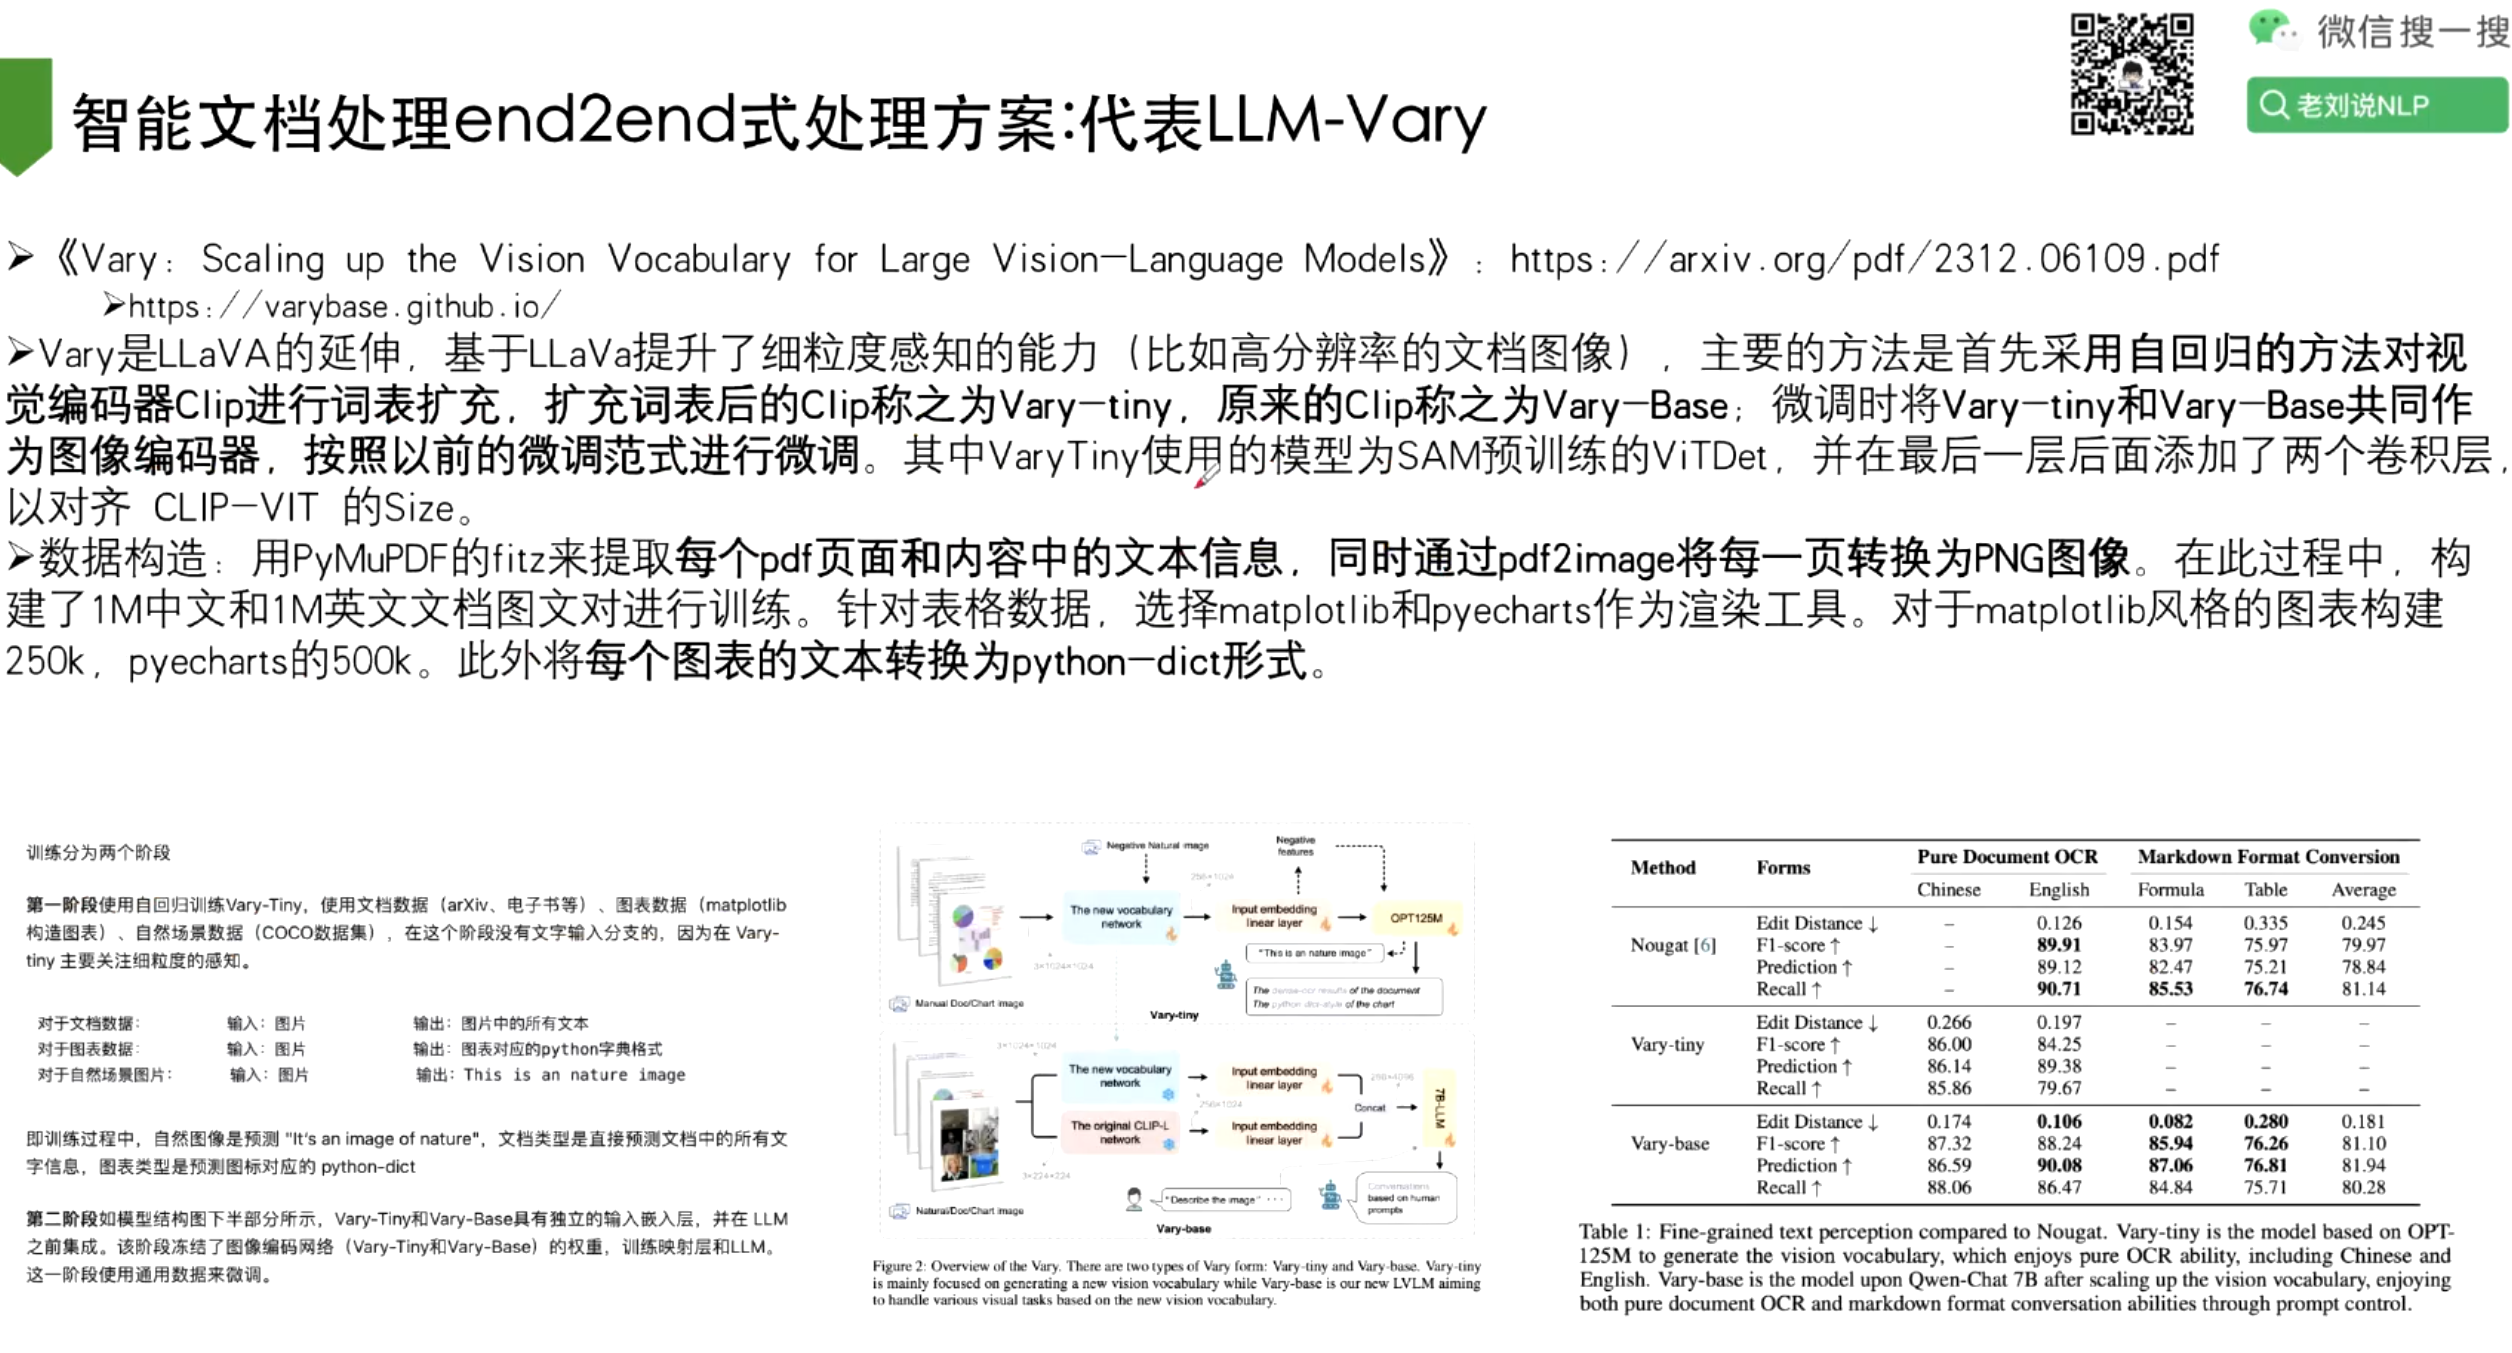 微信搜一搜
老刘说NLP
智能文档处理end2end式处理方案:代表LLM-Vary
➢《Vary: Scaling up the Vision Vocabulary for Large Vision-Language Models》: https://arxiv.org/pdf/2312.06109.pdf
➢https://varybase.github.io/
➢Vary是LLaVA的延伸，基于LLaVa提升了细粒度感知的能力（比如高分辨率的文档图像），主要的方法是首先采用自回归的方法对视
觉编码器Clip进行词表扩充，扩充词表后的Clip称之为Vary-tiny，原来的Clip称之为Vary-Base；微调时将Vary-tiny和Vary-Base共同作
为图像编码器，按照以前的微调范式进行微调。其中VaryTiny使用的模型为SAM预训练的ViTDet，并在最后一层后面添加了两个卷积层，
以对齐 CLIP-VIT 的Size。
➢数据构造：用PyMuPDF的fitz来提取每个pdf页面和内容中的文本信息，同时通过pdf2image将每一页转换为PNG图像。在此过程中，构
建了1M中文和1M英文文档图文对进行训练。针对表格数据，选择matplotlib和pyecharts作为渲染工具。对于matplotlib风格的图表构建
250k，pyecharts的500k。此外将每个图表的文本转换为python-dict形式。
训练分为两个阶段
第一阶段使用自回归训练Vary-Tiny，使用文档数据（arXiv、电子书等）、图表数据（matplotlib
构造图表）、自然场景数据（COCO数据集），在这个阶段没有文字输入分支的，因为在 Vary-
tiny 主要关注细粒度的感知。
对于文档数据： 输入：图片 输出：图片中的所有文本
对于图表数据： 输入：图片 输出：图表对应的python字典格式
对于自然场景图片： 输入：图片 输出：This is an nature image
即训练过程中，自然图像是预测 "It's an image of nature"，文档类型是直接预测文档中的所有文
字信息，图表类型是预测图标对应的 python-dict
第二阶段如模型结构图下半部分所示，Vary-Tiny和Vary-Base具有独立的输入嵌入层，并在 LLM
之前集成。该阶段冻结了图像编码网络（Vary-Tiny和Vary-Base）的权重，训练映射层和LLM。
这一阶段使用通用数据来微调。
Negative Natural image
Negative
features
256×1024
The new vocabulary
network
Input embedding
linear layer
OPT125M
"This is an nature image"
3×1024×1024
The dense-ocr results of the document
The python dict-style of the chart
Manual Doc/Chart image
Vary-tiny
3×1024×1024
The new vocabulary
network
Input embedding
linear layer
256×4096
256×1024
Concat
7B-LLM
The original CLIP-L
network
Input embedding
linear layer
3×224×224
"Describe the image" ···
Conversations
based on human
prompts
Natural/Doc/Chart image
Vary-base
Figure 2: Overview of the Vary. There are two types of Vary form: Vary-tiny and Vary-base. Vary-tiny
is mainly focused on generating a new vision vocabulary while Vary-base is our new LVLM aiming
to handle various visual tasks based on the new vision vocabulary.
Method Forms Pure Document OCR Markdown Format Conversion
Chinese English Formula Table Average
Edit Distance ↓ – 0.126 0.154 0.335 0.245
Nougat [6] F1-score ↑ – 89.91 83.97 75.97 79.97
Prediction ↑ – 89.12 82.47 75.21 78.84
Recall ↑ – 90.71 85.53 76.74 81.14
Edit Distance ↓ 0.266 0.197 – – –
Vary-tiny F1-score ↑ 86.00 84.25 – – –
Prediction ↑ 86.14 89.38 – – –
Recall ↑ 85.86 79.67 – – –
Edit Distance ↓ 0.174 0.106 0.082 0.280 0.181
Vary-base F1-score ↑ 87.32 88.24 85.94 76.26 81.10
Prediction ↑ 86.59 90.08 87.06 76.81 81.94
Recall ↑ 88.06 86.47 84.84 75.71 80.28
Table 1: Fine-grained text perception compared to Nougat. Vary-tiny is the model based on OPT-
125M to generate the vision vocabulary, which enjoys pure OCR ability, including Chinese and
English. Vary-base is the model upon Qwen-Chat 7B after scaling up the vision vocabulary, enjoying
both pure document OCR and markdown format conversation abilities through prompt control.